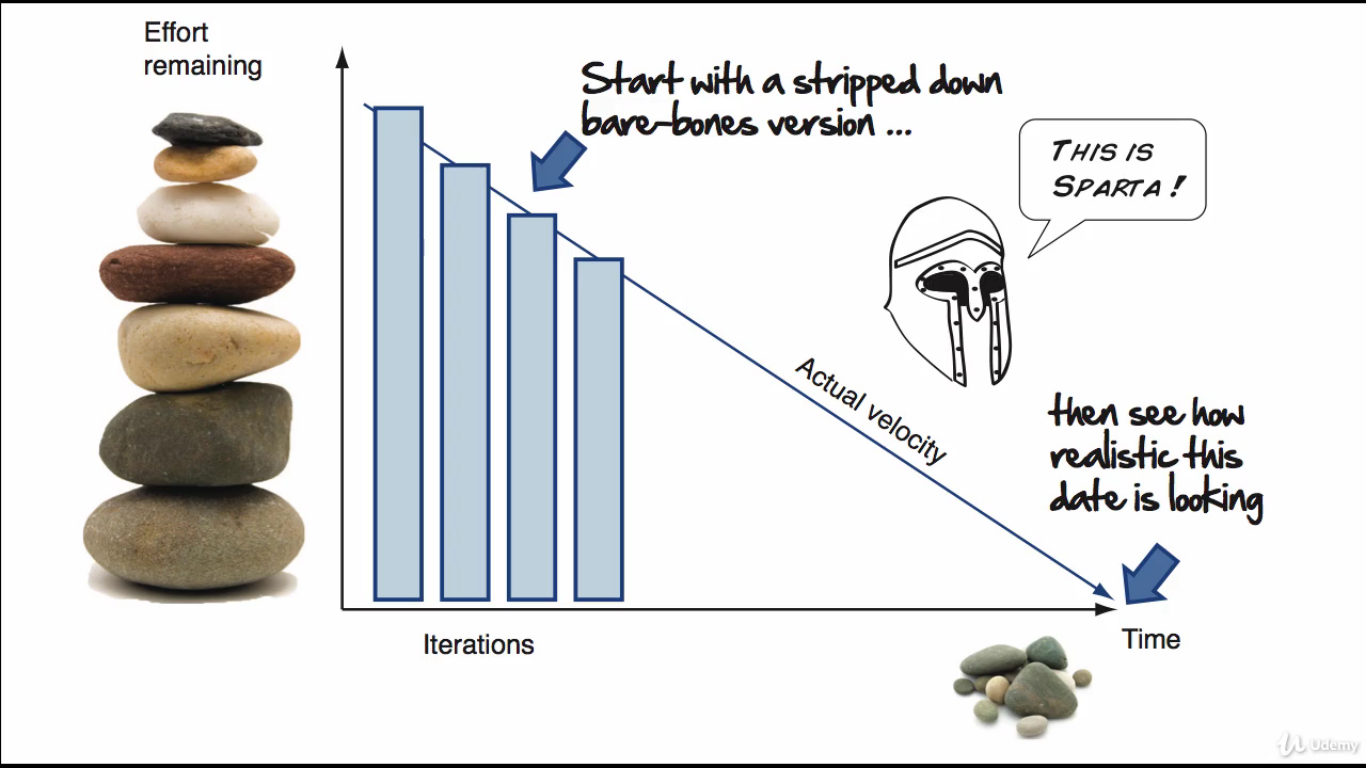 Effort
remaining
Start with a stripped down
bare-bones version ...
THIS IS
SPARTA!
Actual velocity
then see how
realistic this
date is looking
Iterations
Time
Udemy